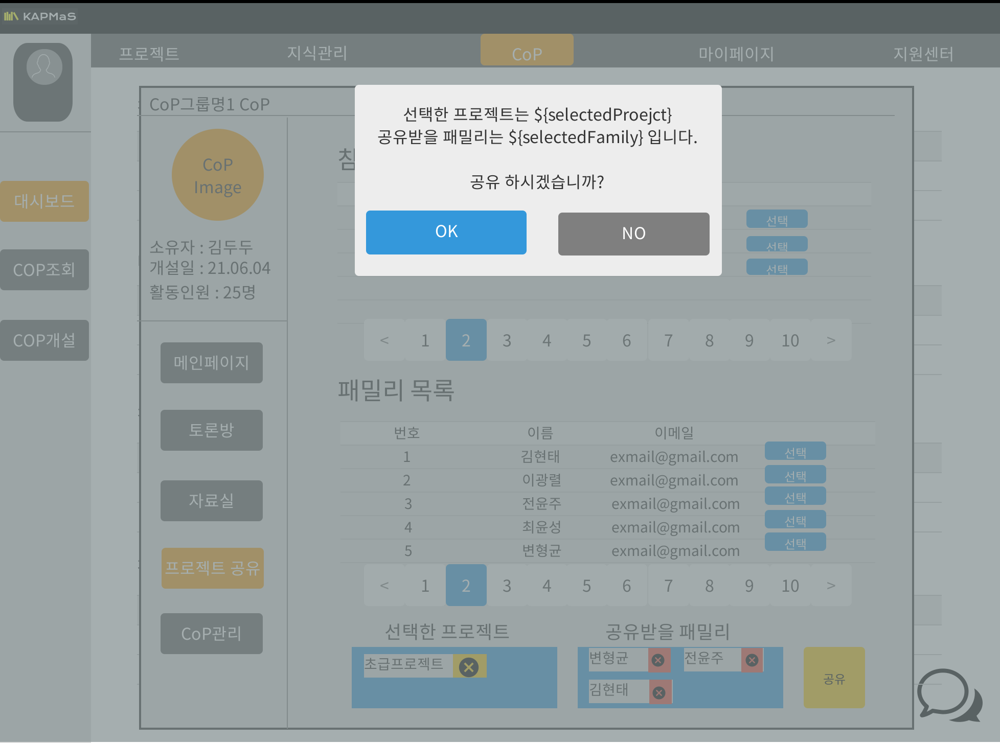 KAPMaS
프로젝트
지식관리
CoP
마이페이지
지원센터
CoP그룹명1 CoP
선택한 프로젝트는 ${selectedProejct}
공유받을 패밀리는 ${selectedFamily} 입니다.
공유 하시겠습니까?
OK
NO
CoP
Image
대시보드
소유자 : 김두두
개설일 : 21.06.04
활동인원 : 25명
COP조회
COP개설
선택
선택
선택
< 1 2 3 4 5 6 7 8 9 10 >
메인페이지
토론방
자료실
프로젝트 공유
CoP관리
패밀리 목록
번호 이름 이메일
1 김현태 exmail@gmail.com 선택
2 이광렬 exmail@gmail.com 선택
3 전윤주 exmail@gmail.com 선택
4 최윤성 exmail@gmail.com 선택
5 변형균 exmail@gmail.com 선택
< 1 2 3 4 5 6 7 8 9 10 >
선택한 프로젝트
공유받을 패밀리
초급프로젝트
변형균
전윤주
김현태
공유